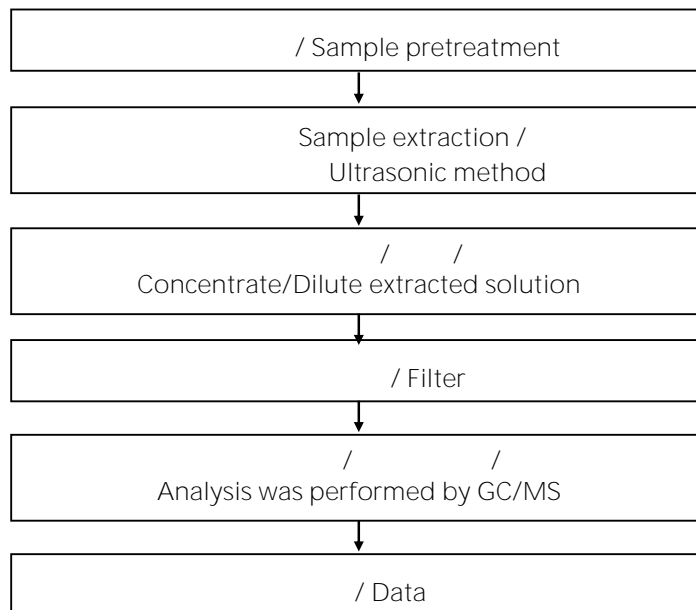 / Sample pretreatment
Sample extraction /
Ultrasonic method
/ /
Concentrate/Dilute extracted solution
/ Filter
/ /
Analysis was performed by GC/MS
/ Data